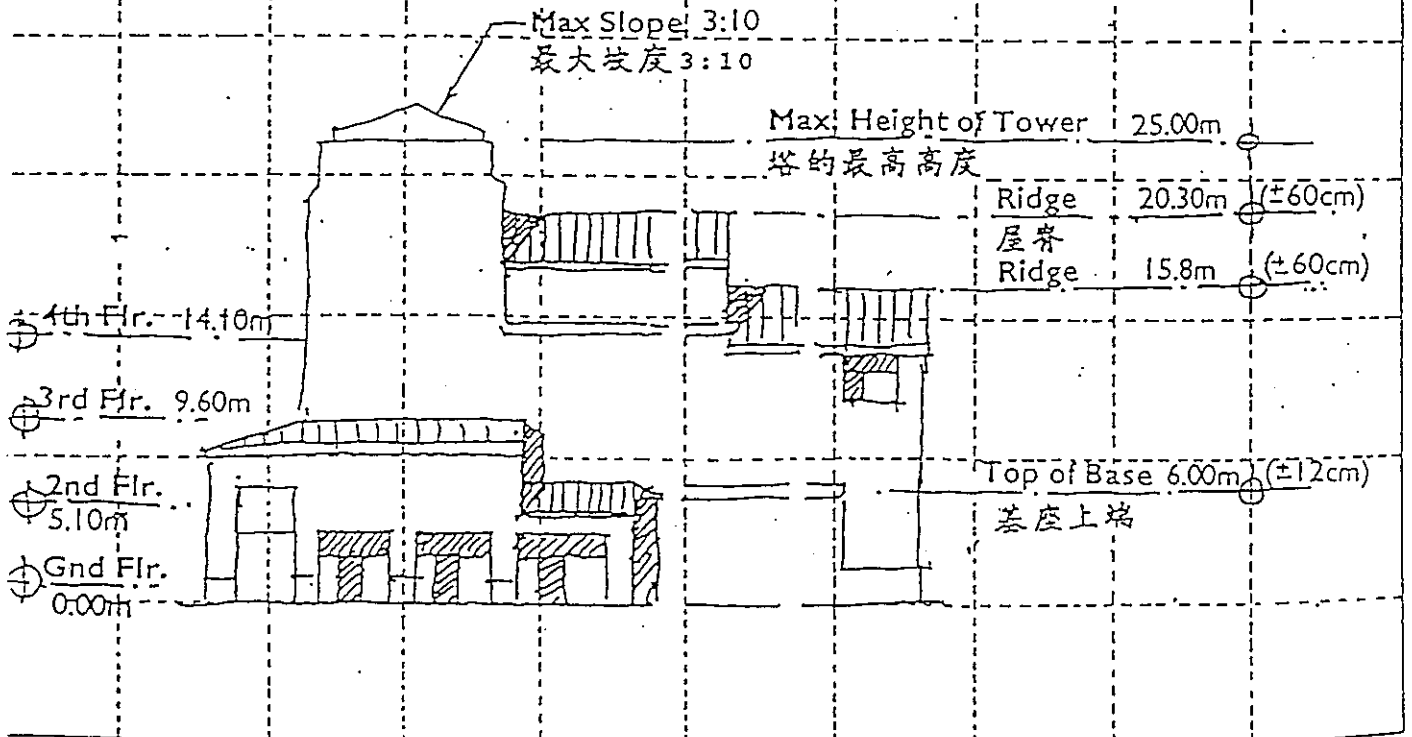 Max Slope 3:10
最大坡度3:10
Max. Height of Tower 25.00m
塔的最高高度
Ridge 20.30m (±60cm)
屋脊
Ridge 15.8m (±60cm)
4th Flr. 14.10m
3rd Flr. 9.60m
2nd Flr.
5.10m
Top of Base 6.00m (±12cm)
基座上端
Gnd Flr.
0.00m